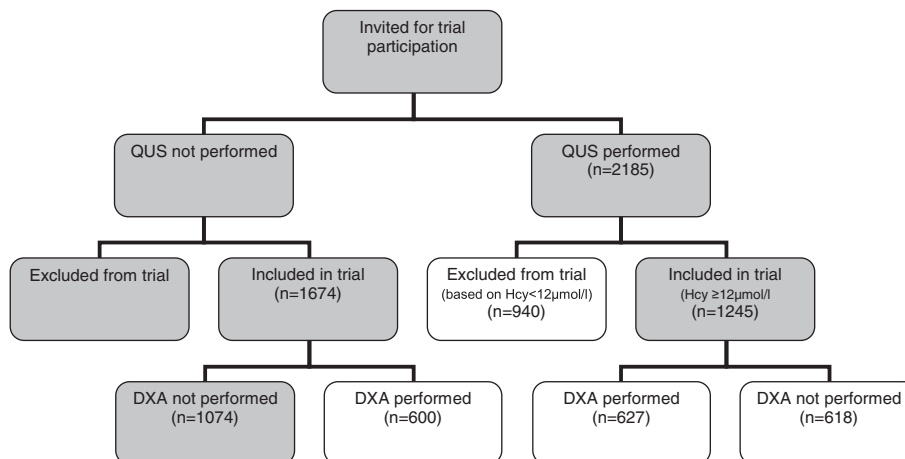 Invited for trial
participation
QUS not performed
QUS performed
(n=2185)
Excluded from trial
Included in trial
(n=1674)
Excluded from trial
(based on Hcy<12µmol/l)
(n=940)
Included in trial
(Hcy ≥12µmol/l
(n=1245)
DXA not performed
(n=1074)
DXA performed
(n=600)
DXA performed
(n=627)
DXA not performed
(n=618)